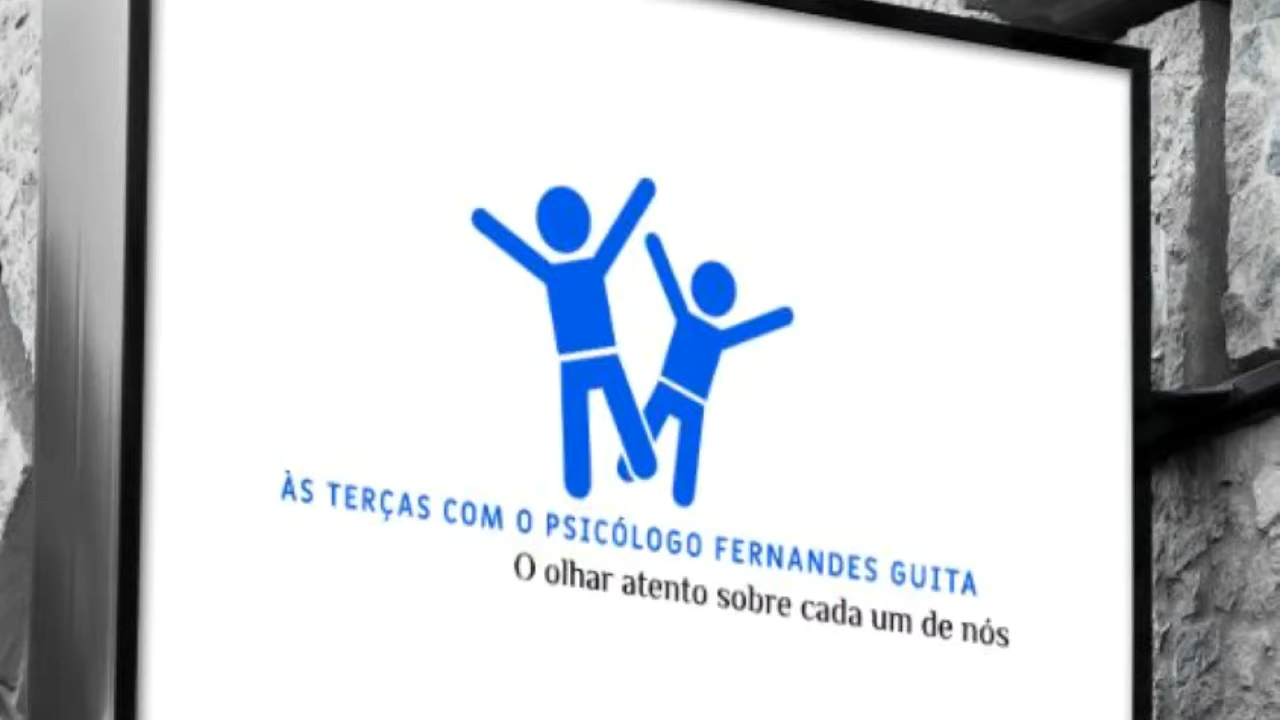 ÀS TERÇAS COM O PSICÓLOGO FERNANDES GUITA
O olhar atento sobre cada um de nós